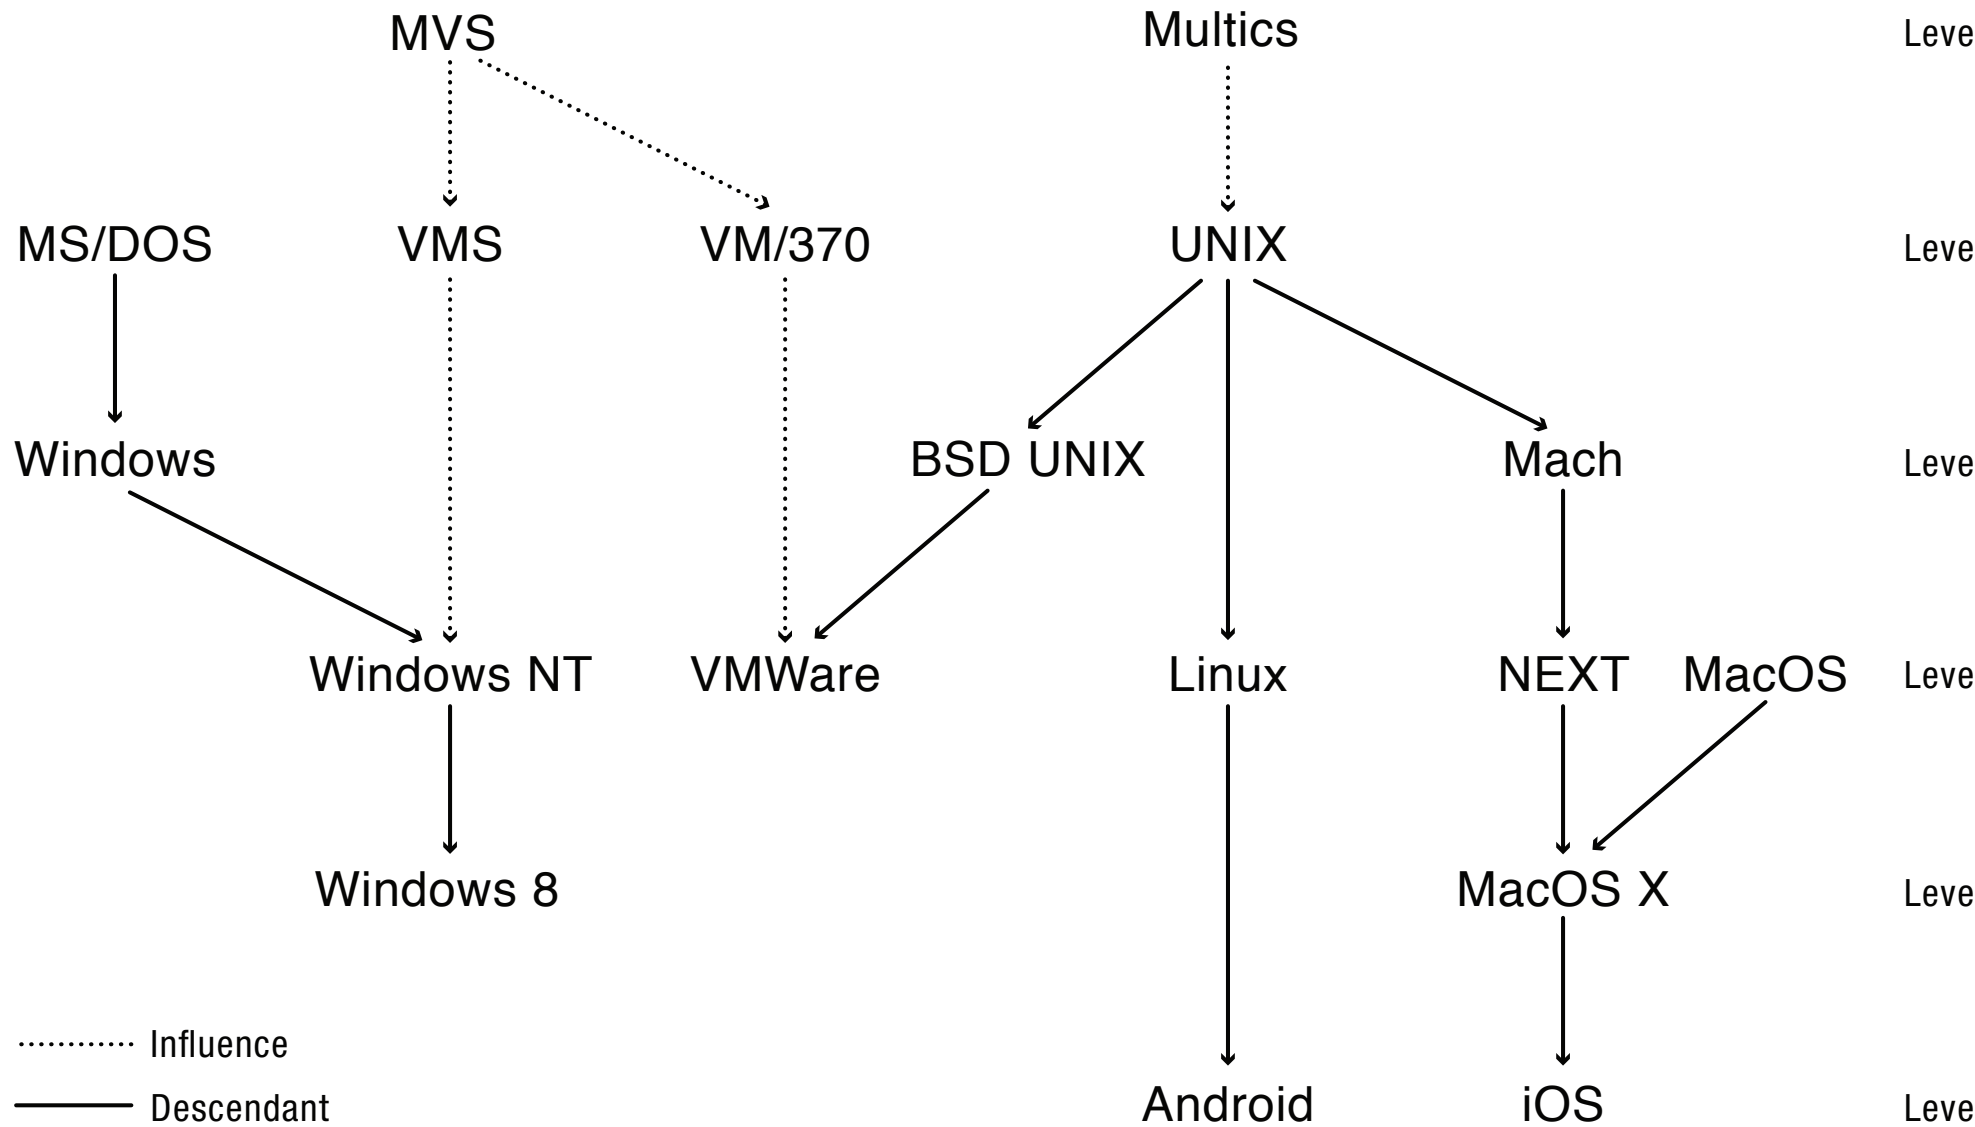 MVS Multics Leve
MS/DOS VMS VM/370 UNIX Leve
Windows BSD UNIX Mach Leve
Windows NT VMWare Linux NEXT MacOS Leve
Windows 8 MacOS X Leve
Influence
Descendant Android iOS Leve